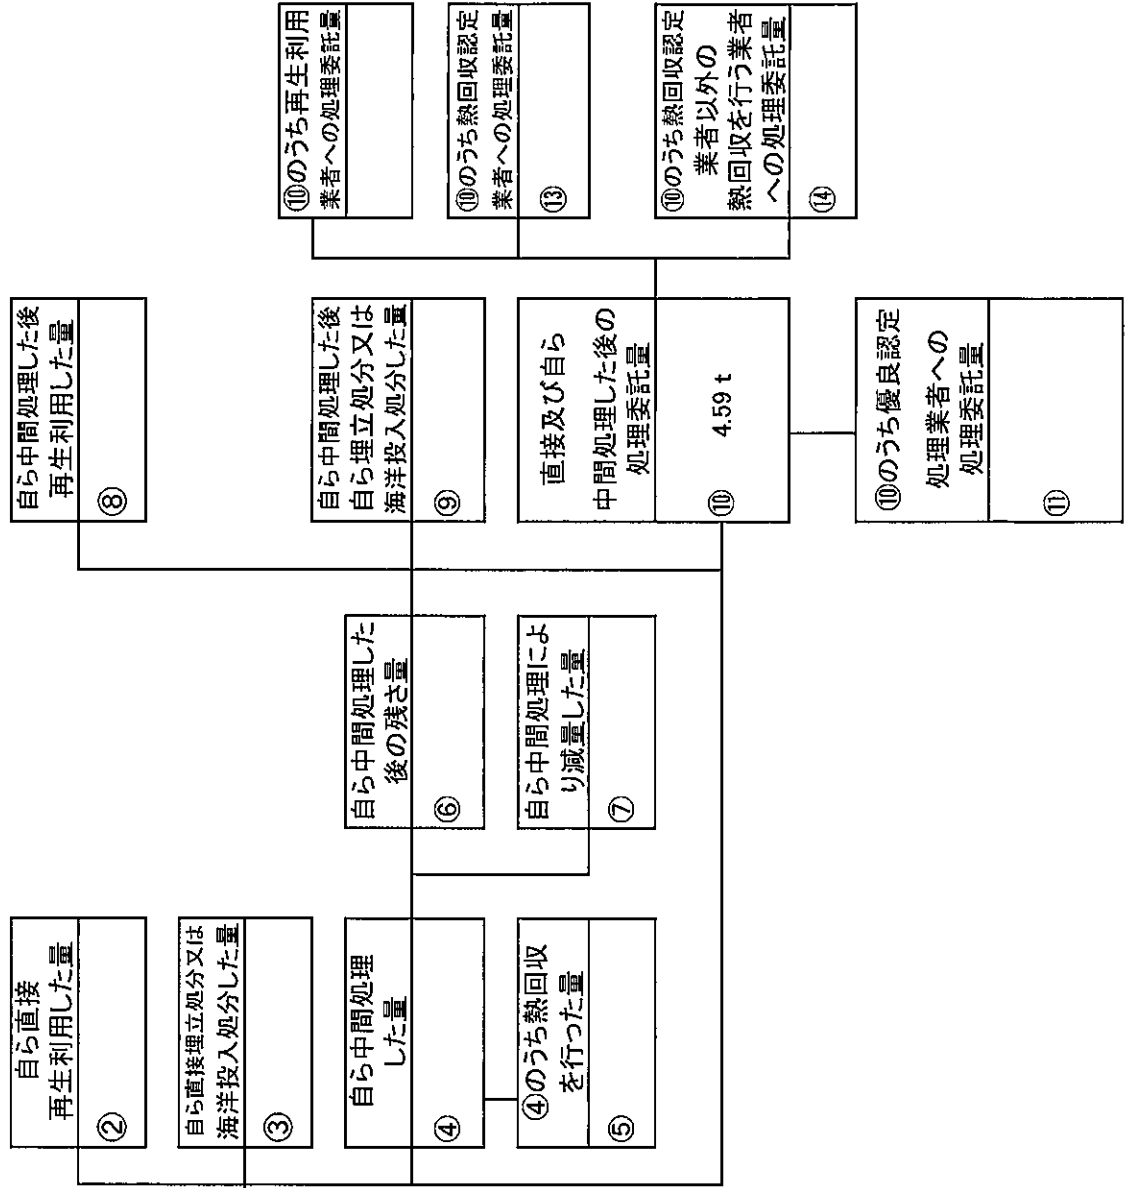 自ら直接
再生利用した量
②
自ら直接埋立処分又は
海洋投入処分した量
③
自ら中間処理
した量
④
④のうち熱回収
を行った量
⑤
自ら中間処理した
後の残さ量
⑥
自ら中間処理によ
り減量した量
⑦
自ら中間処理した後
再生利用した量
⑧
自ら中間処理した後
自ら埋立処分又は
海洋投入処分した量
⑨
直接及び自ら
中間処理した後の
処理委託量
⑩
4.59 t
⑩のうち優良認定
処理業者への
処理委託量
⑪
⑩のうち再生利用
業者への処理委託量
⑩のうち熱回収認定
業者への処理委託量
⑬
⑩のうち熱回収認定
業者以外の
熱回収を行う業者
への処理委託量
⑭